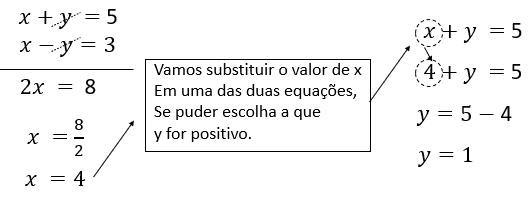 x + y = 5
x − y = 3
2x = 8
x = 8/2
x = 4
Vamos substituir o valor de x
Em uma das duas equações,
Se puder escolha a que
y for positivo.
x + y = 5
4 + y = 5
y = 5 − 4
y = 1